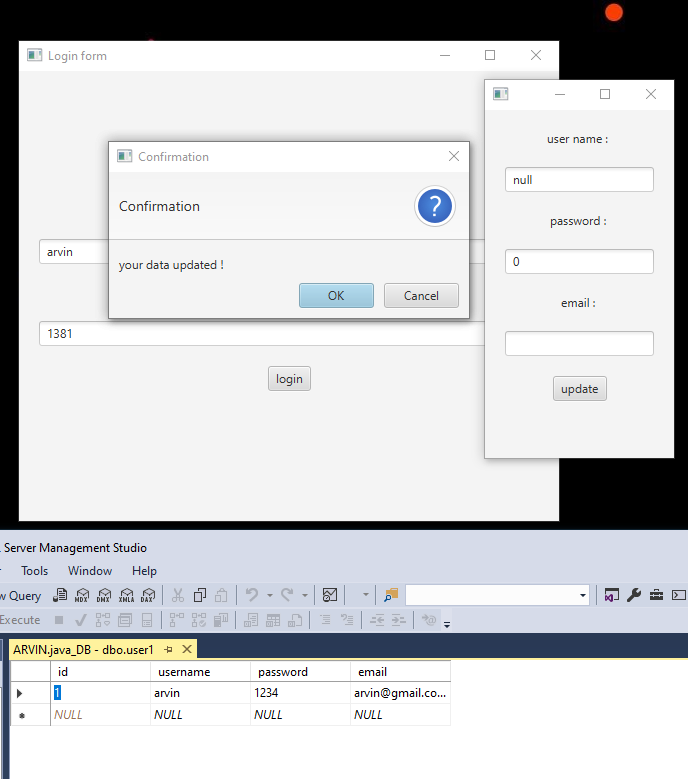 Login form
Confirmation
Confirmation
your data updated !
OK
Cancel
arvin
1381
login
user name :
null
password :
0
email :
update
Server Management Studio
Tools Window Help
w Query MDX DMX XMLA DAX
Execute
ARVIN.java_DB - dbo.user1
id username password email
1 arvin 1234 arvin@gmail.co...
NULL NULL NULL NULL